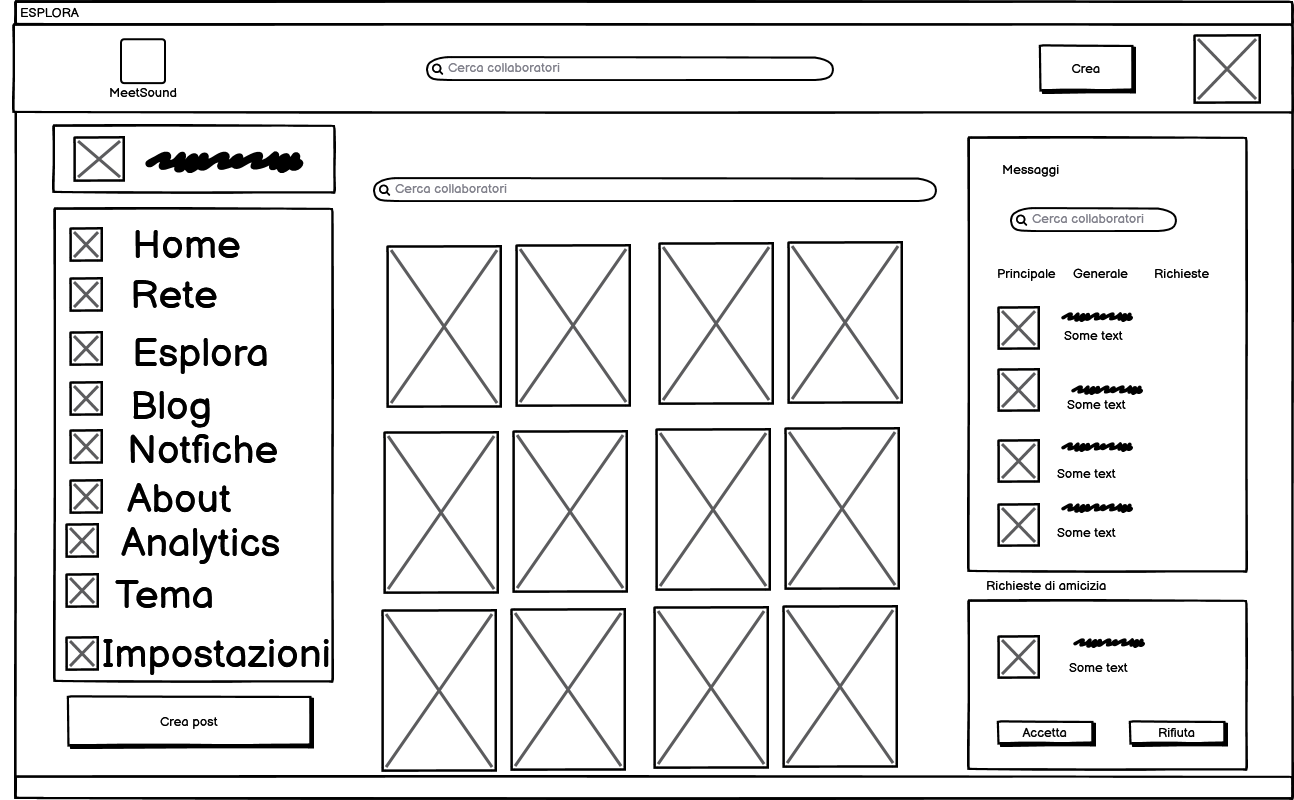 ESPLORA
MeetSound
Cerca collaboratori
Crea
Home
Rete
Esplora
Blog
Notfiche
About
Analytics
Tema
Impostazioni
Crea post
Cerca collaboratori
Messaggi
Cerca collaboratori
Principale Generale Richieste
Some text
Some text
Some text
Some text
Richieste di amicizia
Some text
Accetta Rifiuta